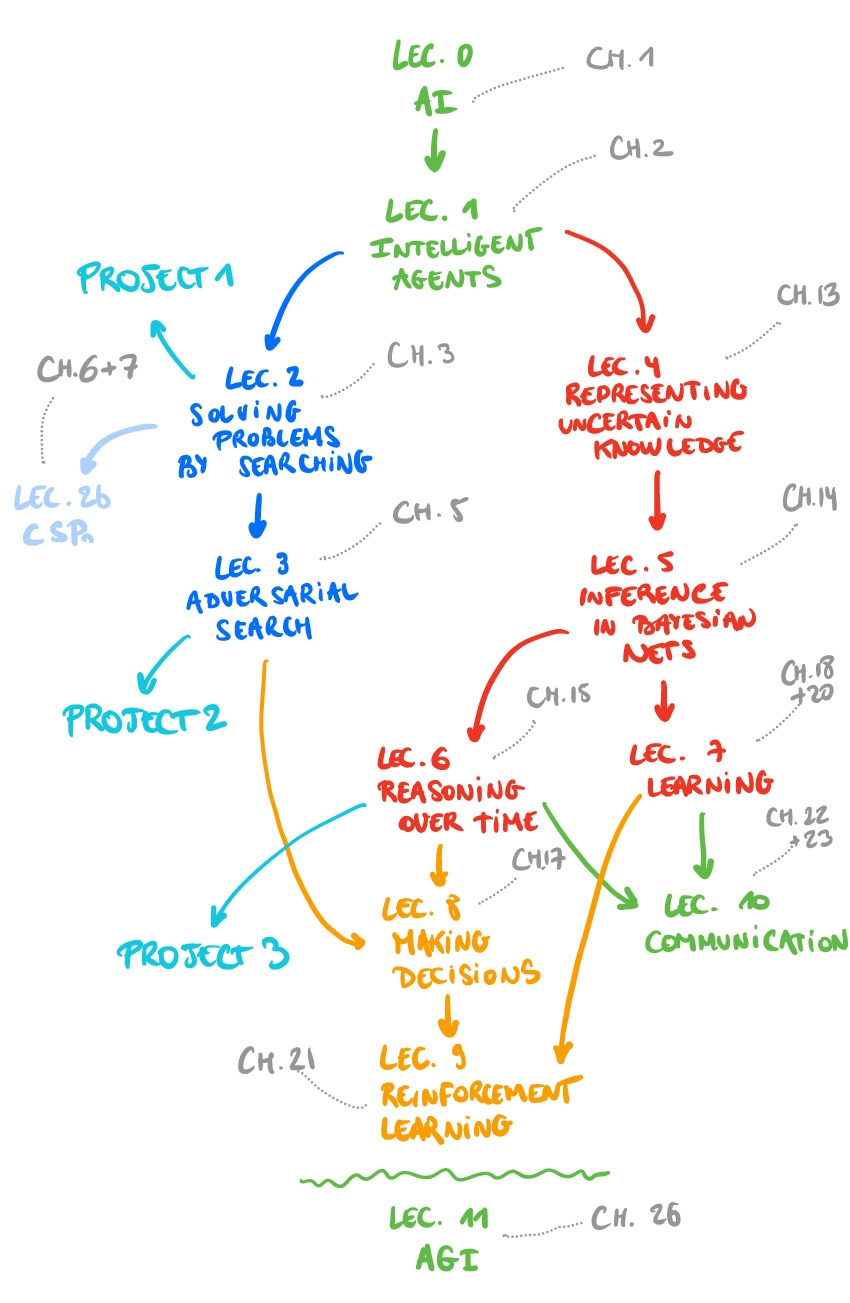 LEC. 0
CH. 1
AI
CH. 2
LEC. 1
INTELLIGENT
AGENTS
PROJECT 1
CH. 13
CH. 6+7
CH. 3
LEC. 2
SOLVING
PROBLEMS
BY SEARCHING
LEC. 4
REPRESENTING
UNCERTAIN
KNOWLEDGE
LEC. 2b
CSPs
CH. 5
CH. 14
LEC. 3
ADVERSARIAL
SEARCH
LEC. 5
INFERENCE
IN BAYESIAN
NETS
PROJECT 2
CH. 15
CH. 18
+20
LEC. 6
REASONING
OVER TIME
LEC. 7
LEARNING
CH. 22
+23
CH. 17
LEC. 8
MAKING
DECISIONS
LEC. 10
COMMUNICATION
PROJECT 3
CH. 21
LEC. 9
REINFORCEMENT
LEARNING
LEC. 11
AGI
CH. 26